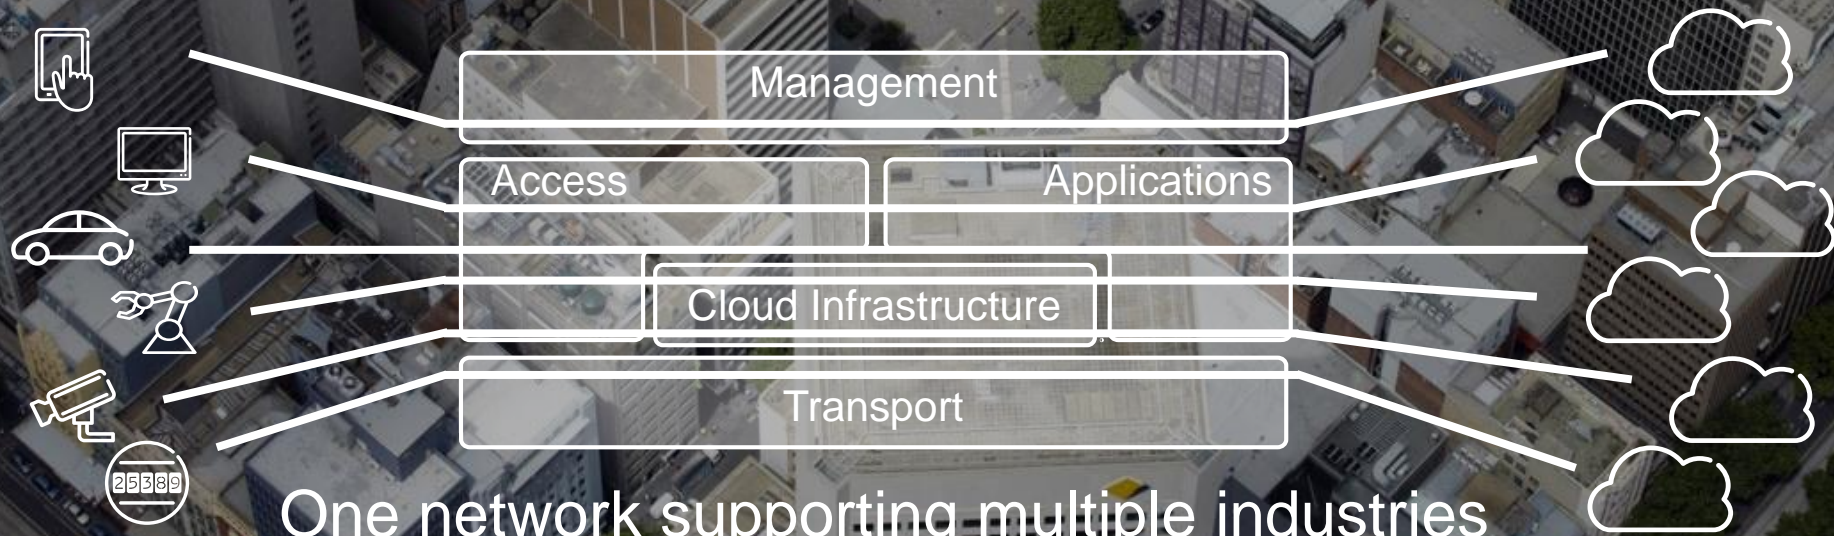 Management
Access
Applications
Cloud Infrastructure
Transport
25389
One network supporting multiple industries